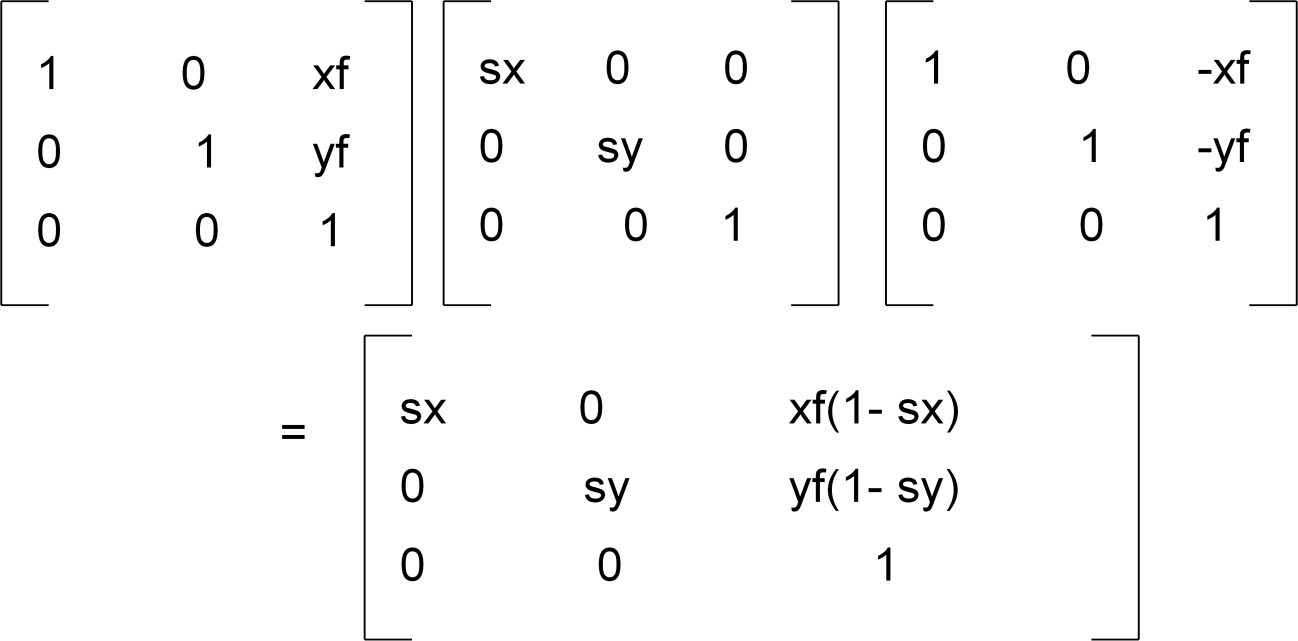 1 0 xf sx 0 0 1 0 -xf
0 1 yf 0 sy 0 0 1 -yf
0 0 1 0 0 1 0 0 1
= sx 0 xf(1- sx)
0 sy yf(1- sy)
0 0 1